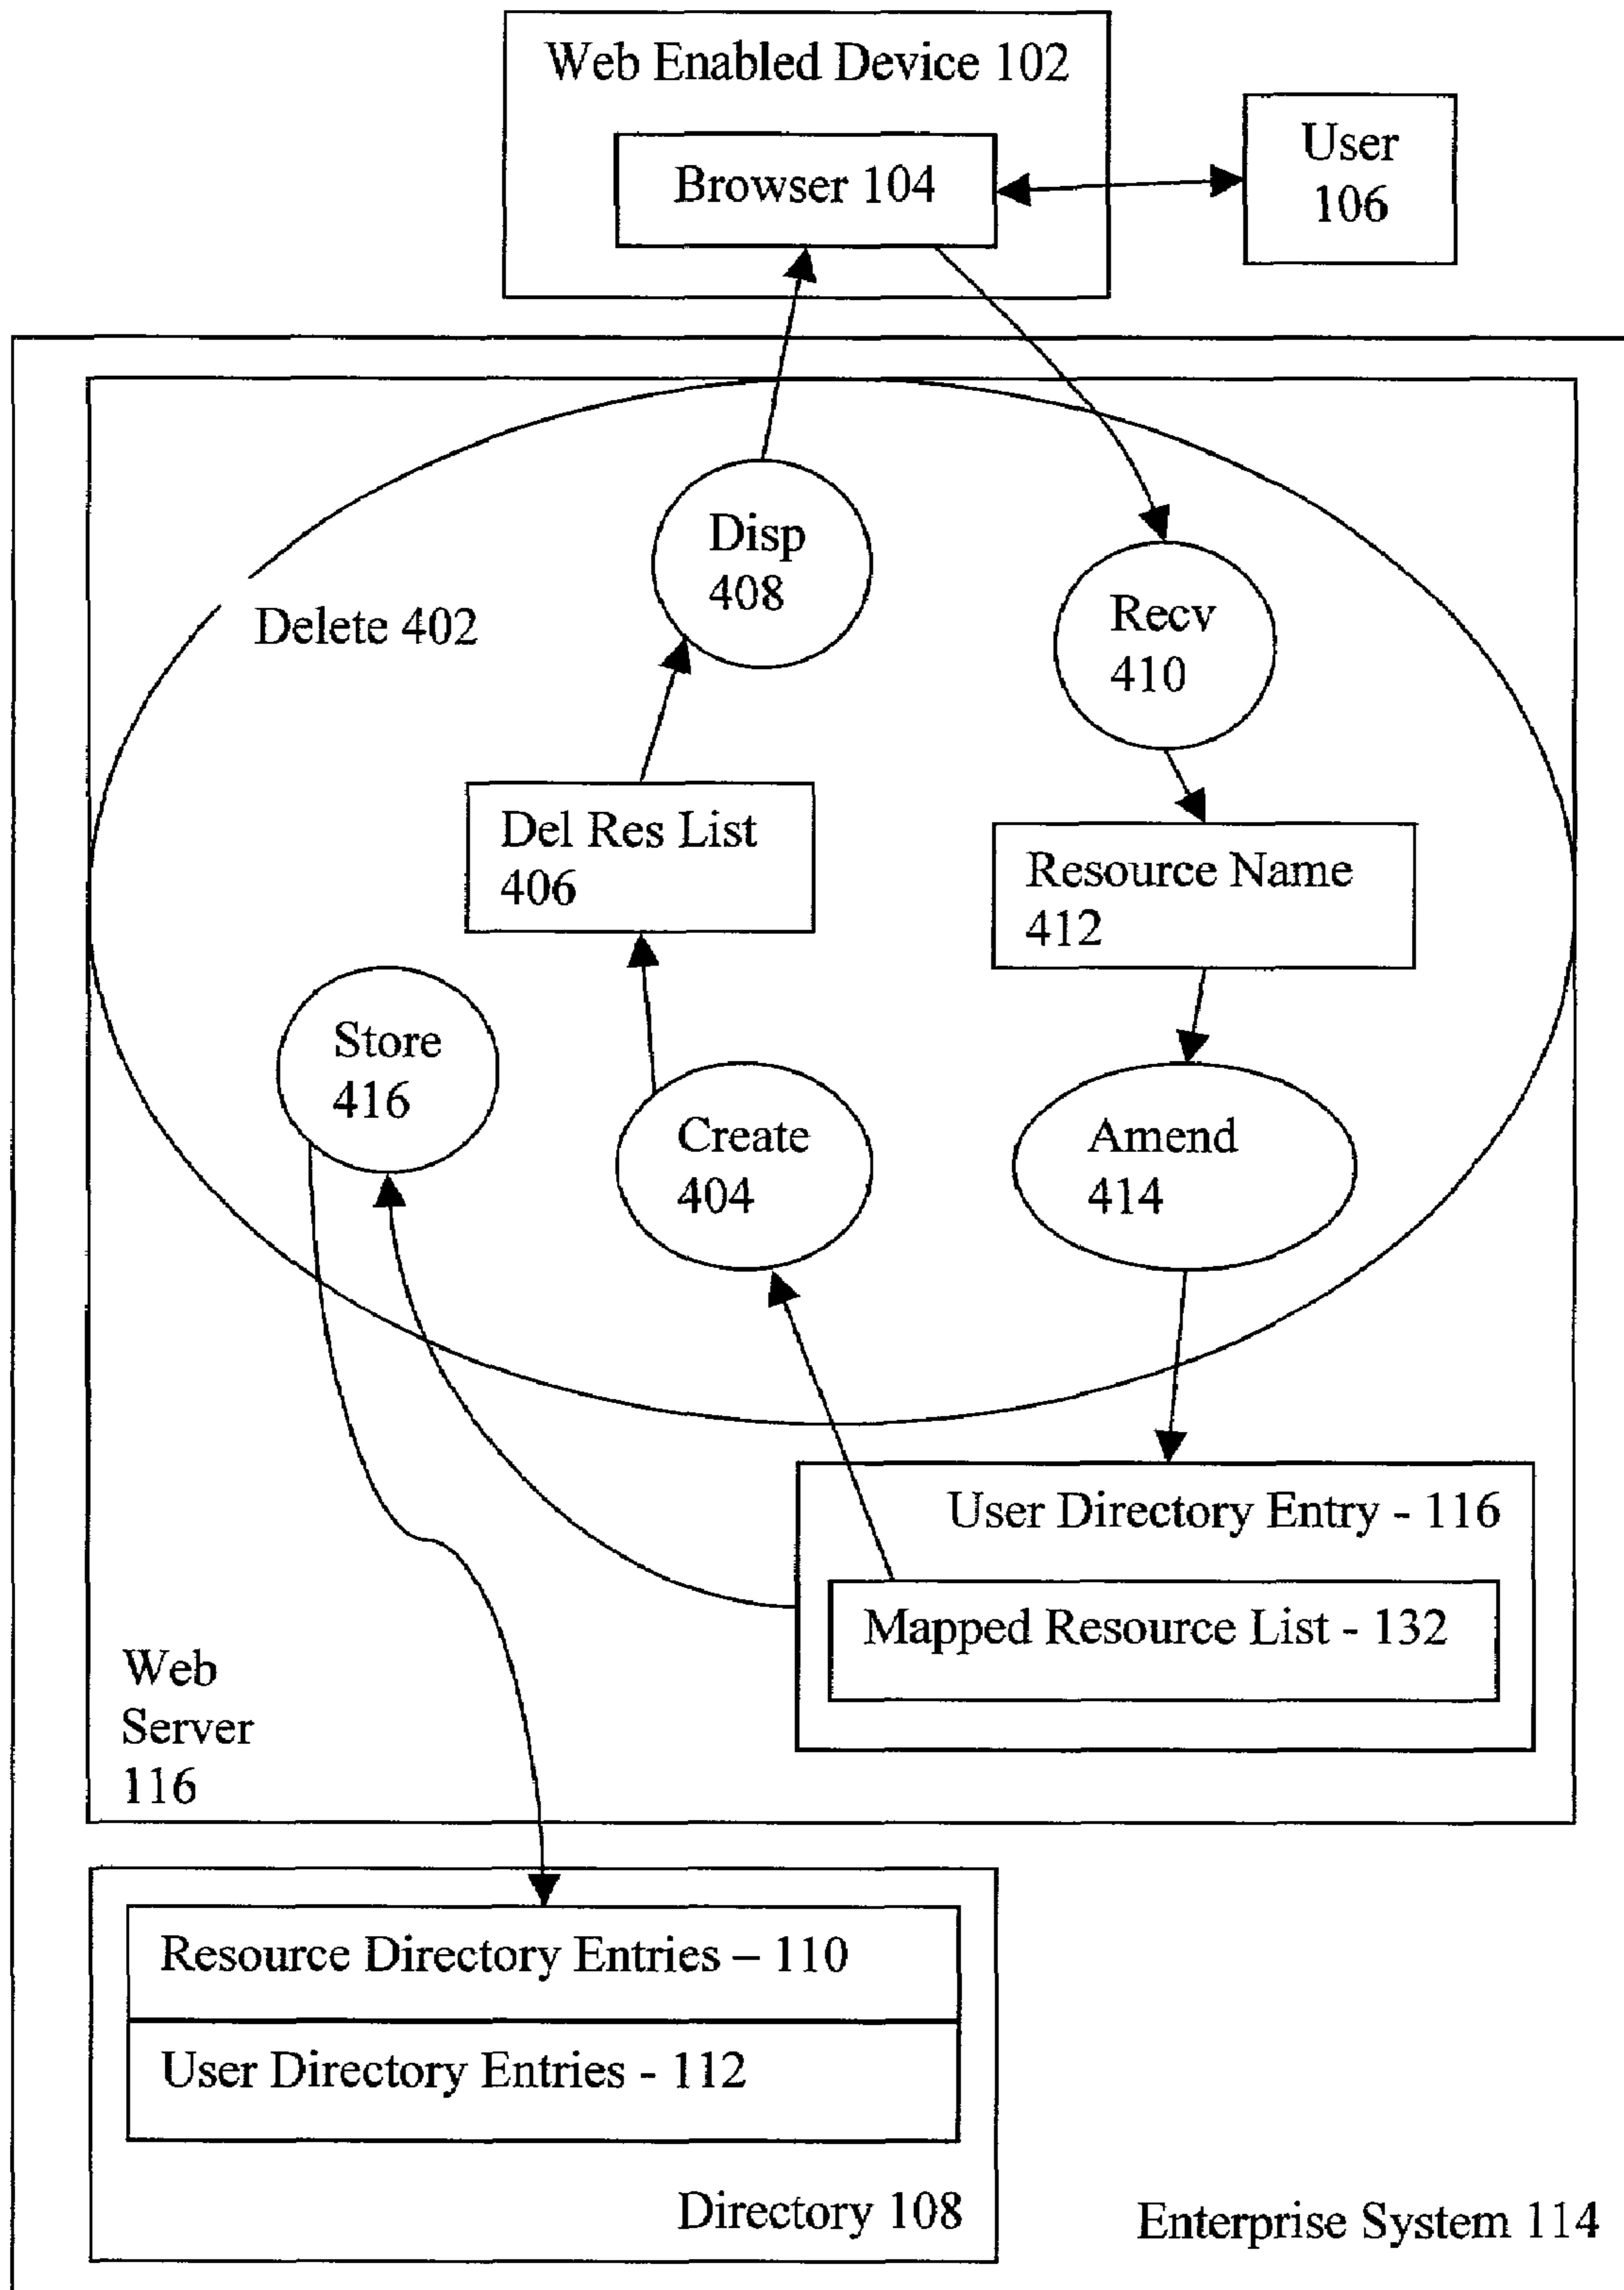 Web Enabled Device 102
Browser 104
User
106
Disp
408
Delete 402
Recv
410
Del Res List
406
Resource Name
412
Store
416
Create
404
Amend
414
User Directory Entry - 116
Mapped Resource List - 132
Web
Server
116
Resource Directory Entries – 110
User Directory Entries - 112
Directory 108
Enterprise System 114